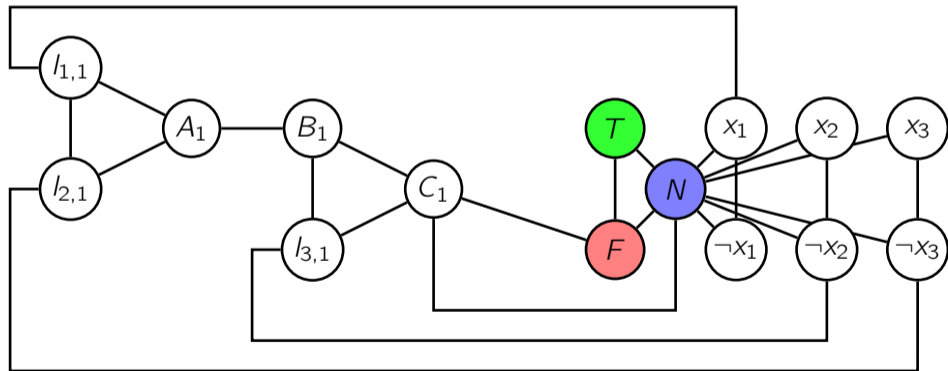 l₁,₁
A₁
B₁
T
x₁
x₂
x₃
l₂,₁
C₁
N
l₃,₁
F
¬x₁
¬x₂
¬x₃